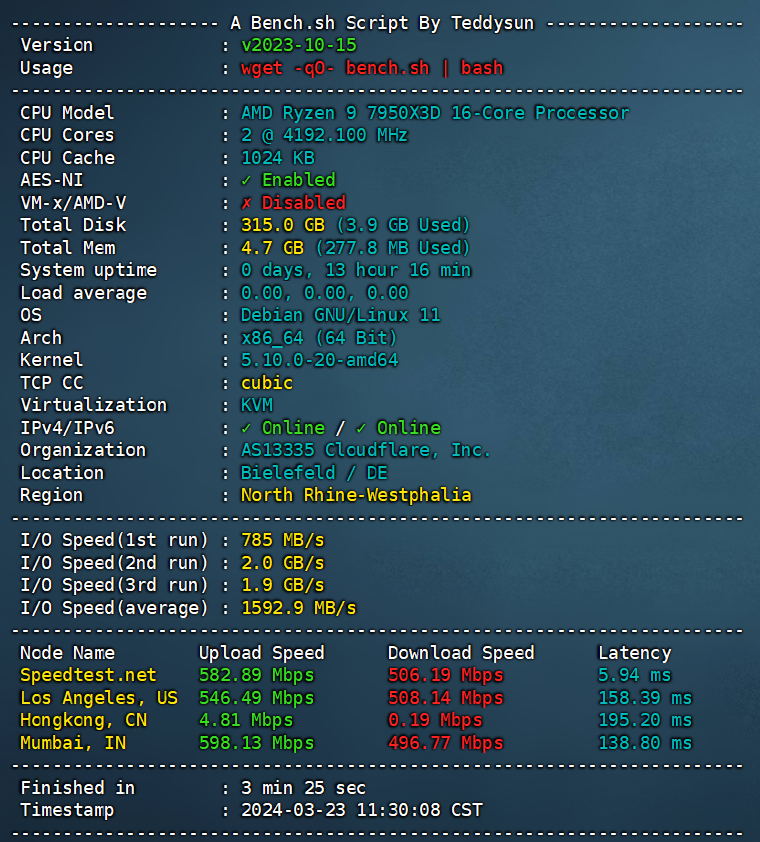 -------------------- A Bench.sh Script By Teddysun -------------------
 Version            : v2023-10-15
 Usage              : wget -qO- bench.sh | bash
----------------------------------------------------------------------
 CPU Model          : AMD Ryzen 9 7950X3D 16-Core Processor
 CPU Cores          : 2 @ 4192.100 MHz
 CPU Cache          : 1024 KB
 AES-NI             : ✓ Enabled
 VM-x/AMD-V         : ✗ Disabled
 Total Disk         : 315.0 GB (3.9 GB Used)
 Total Mem          : 4.7 GB (277.8 MB Used)
 System uptime      : 0 days, 13 hour 16 min
 Load average       : 0.00, 0.00, 0.00
 OS                 : Debian GNU/Linux 11
 Arch               : x86_64 (64 Bit)
 Kernel             : 5.10.0-20-amd64
 TCP CC             : cubic
 Virtualization     : KVM
 IPv4/IPv6          : ✓ Online / ✓ Online
 Organization       : AS13335 Cloudflare, Inc.
 Location           : Bielefeld / DE
 Region             : North Rhine-Westphalia
----------------------------------------------------------------------
 I/O Speed(1st run) : 785 MB/s
 I/O Speed(2nd run) : 2.0 GB/s
 I/O Speed(3rd run) : 1.9 GB/s
 I/O Speed(average) : 1592.9 MB/s
----------------------------------------------------------------------
 Node Name        Upload Speed      Download Speed      Latency
 Speedtest.net    582.89 Mbps       506.19 Mbps         5.94 ms
 Los Angeles, US  546.49 Mbps       508.14 Mbps         158.39 ms
 Hongkong, CN     4.81 Mbps         0.19 Mbps           195.20 ms
 Mumbai, IN       598.13 Mbps       496.77 Mbps         138.80 ms
----------------------------------------------------------------------
 Finished in        : 3 min 25 sec
 Timestamp          : 2024-03-23 11:30:08 CST
----------------------------------------------------------------------